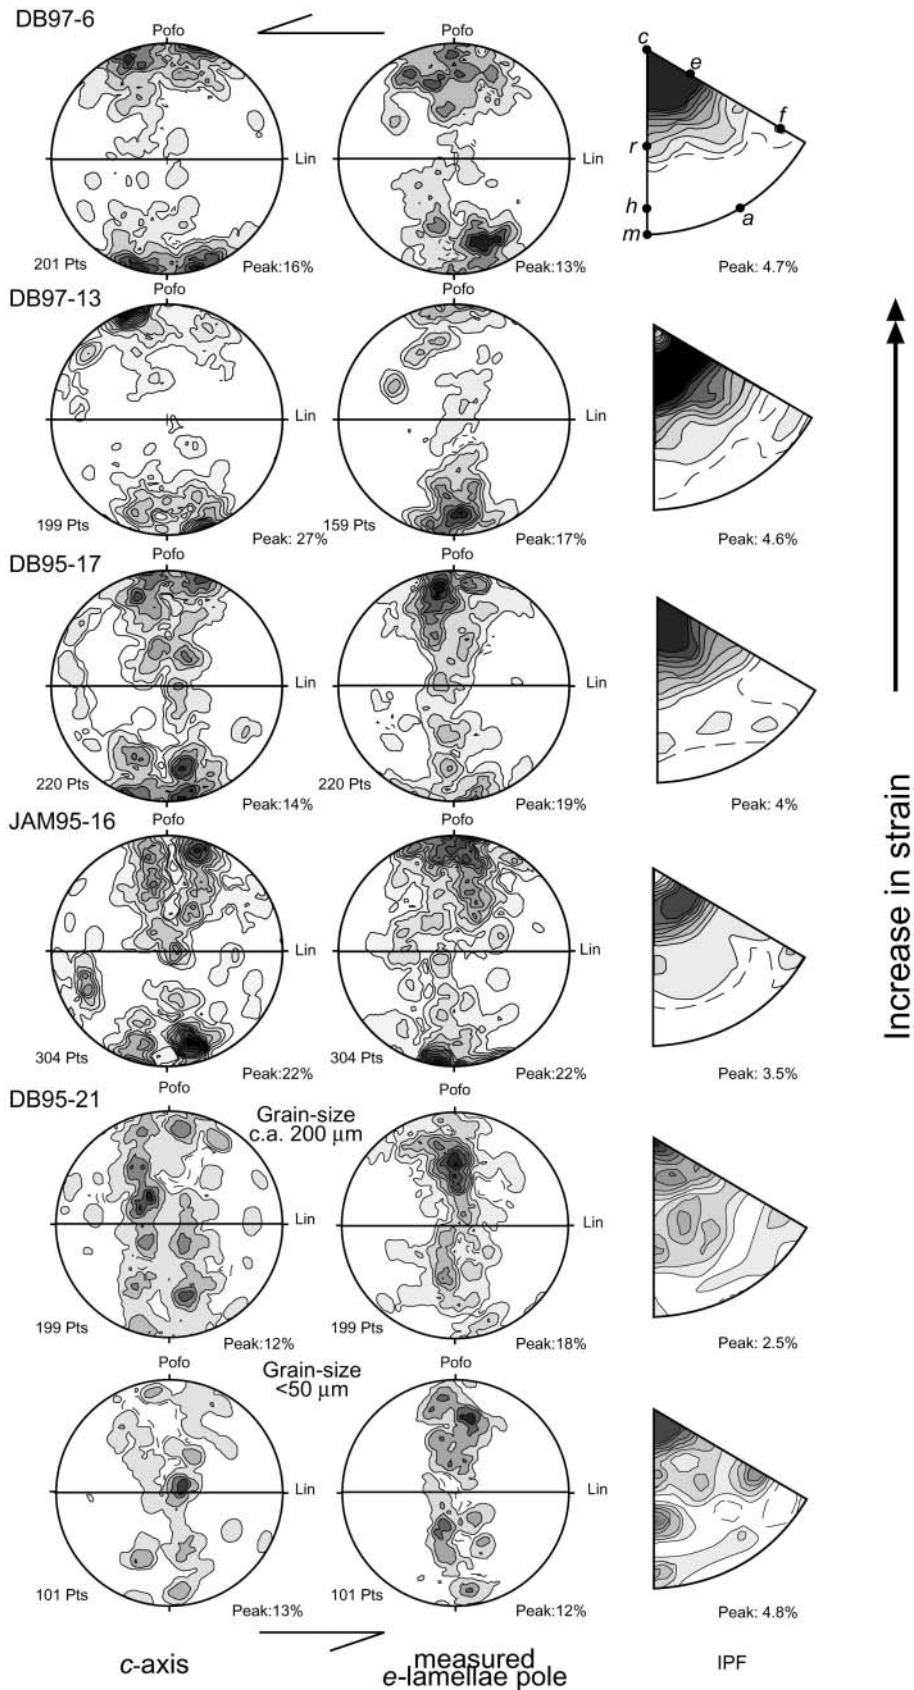 DB97-6
Pofo
Pofo
c
e
f
r
h
a
m
Lin
Lin
201 Pts
Peak:16%
Peak:13%
Peak: 4.7%
DB97-13
Pofo
Pofo
Lin
Lin
199 Pts
Peak: 27%
159 Pts
Peak:17%
Peak: 4.6%
DB95-17
Pofo
Pofo
Lin
Lin
220 Pts
Peak:14%
220 Pts
Peak:19%
Peak: 4%
JAM95-16
Pofo
Pofo
Lin
Lin
304 Pts
Peak:22%
304 Pts
Peak:22%
Peak: 3.5%
DB95-21
Pofo
Pofo
Grain-size
c.a. 200 µm
Lin
Lin
199 Pts
Peak:12%
199 Pts
Peak:18%
Peak: 2.5%
Pofo
Pofo
Grain-size
<50 µm
Lin
Lin
101 Pts
Peak:13%
101 Pts
Peak:12%
Peak: 4.8%
c-axis
measured
e-lamellae pole
IPF
Increase in strain